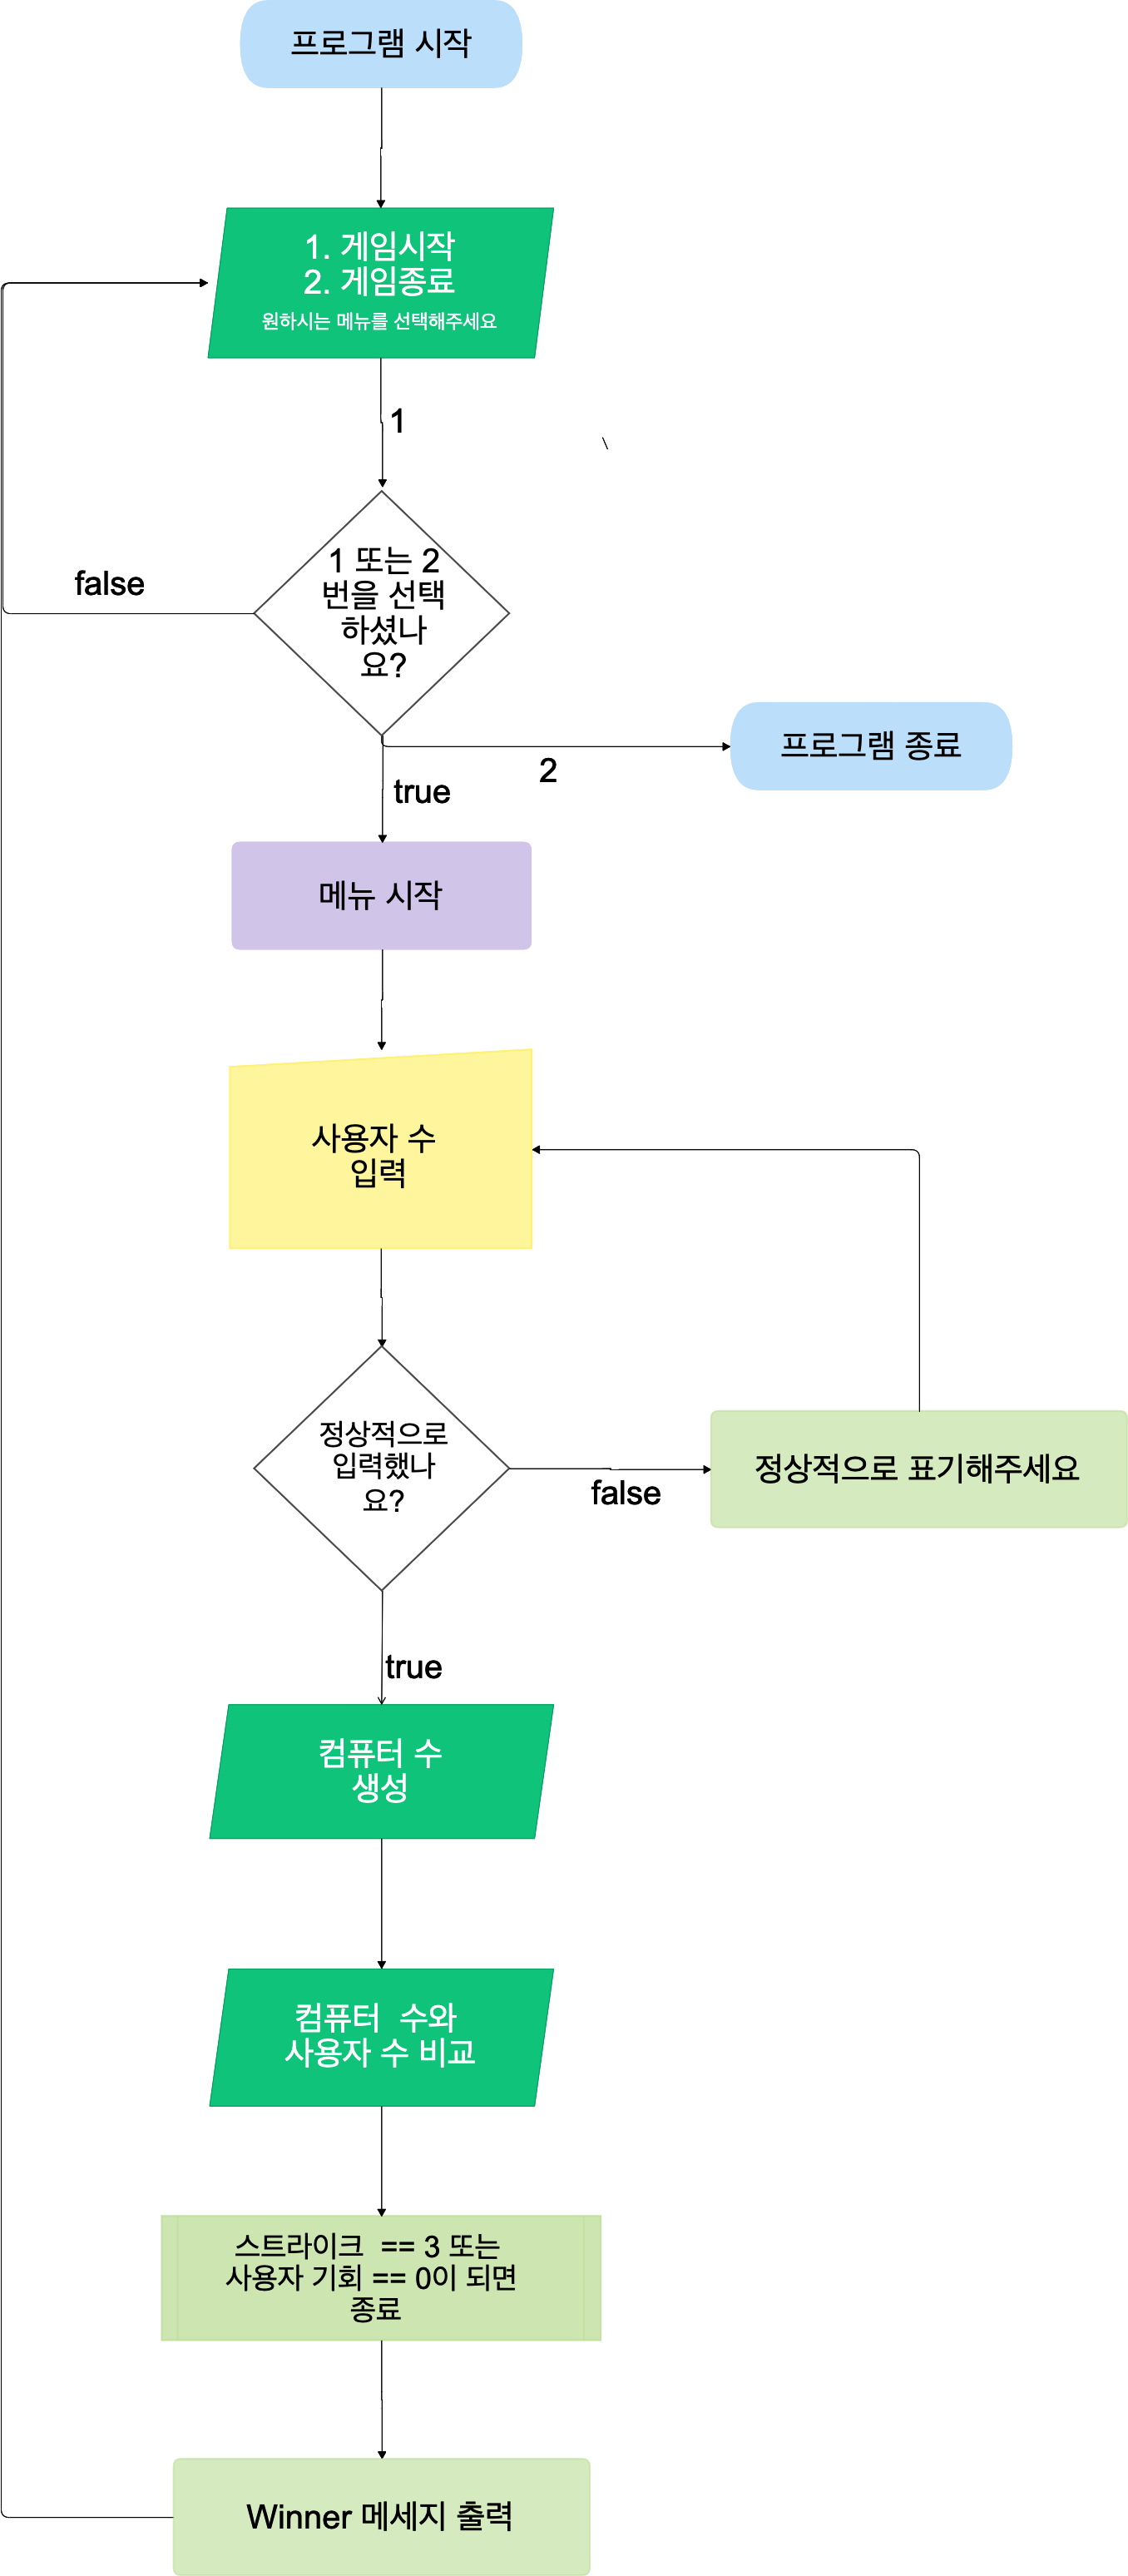 프로그램 시작
1. 게임시작
2. 게임종료
원하시는 메뉴를 선택해주세요
1
\
1 또는 2
번을 선택
하셨나
요?
false
프로그램 종료
2
true
메뉴 시작
사용자 수
입력
정상적으로
입력했나
요?
false
정상적으로 표기해주세요
true
컴퓨터 수
생성
컴퓨터  수와
사용자 수 비교
스트라이크  == 3 또는
사용자 기회 == 0이 되면
종료
Winner 메세지 출력